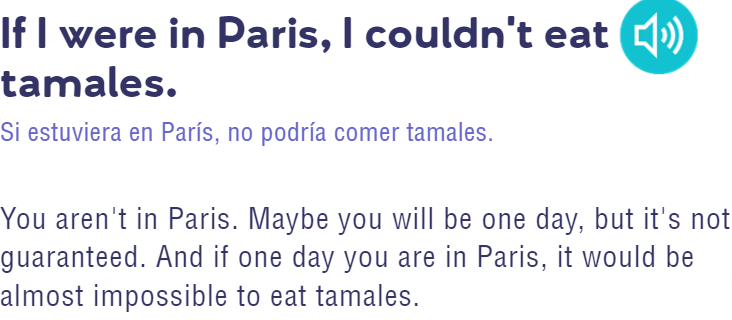 If I were in Paris, I couldn't eat
tamales.
Si estuviera en París, no podría comer tamales.
You aren't in Paris. Maybe you will be one day, but it's not
guaranteed. And if one day you are in Paris, it would be
almost impossible to eat tamales.